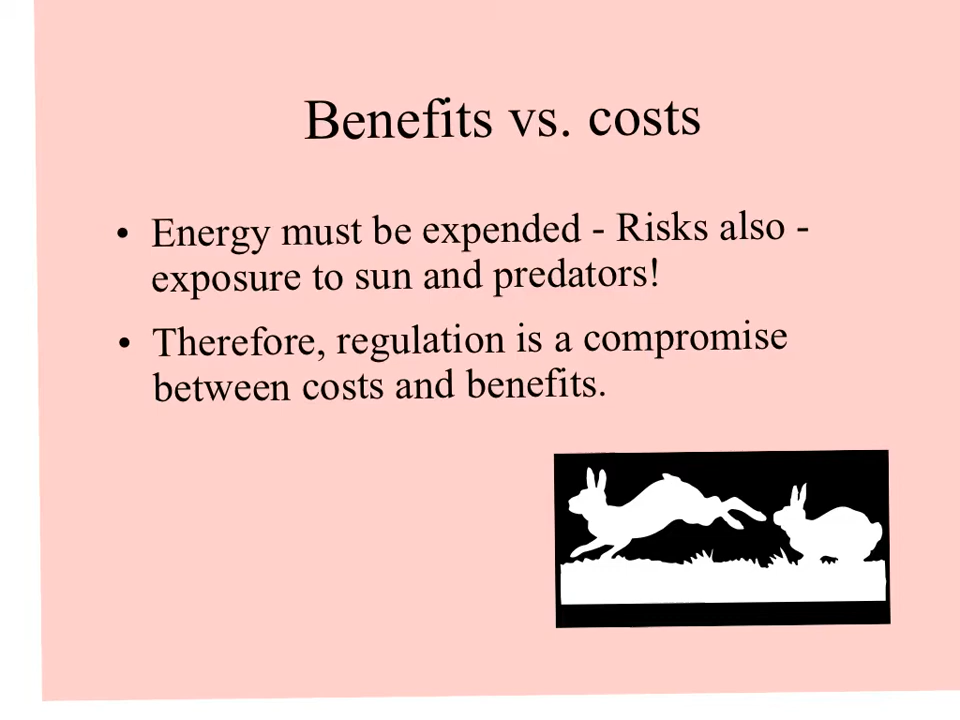 Benefits vs. costs
• Energy must be expended - Risks also -
exposure to sun and predators!
• Therefore, regulation is a compromise
between costs and benefits.